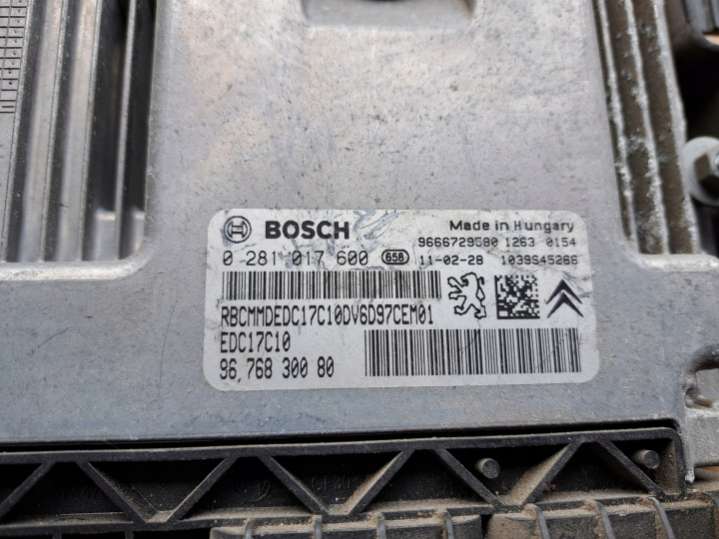 BOSCH
Made in Hungary
9666729580 1263 0154
0 281 017 600 658
11-02-28 1039S45266
RBCMMDEDC17C10DV6D97CEM01
EDC17C10
96,768 300 80